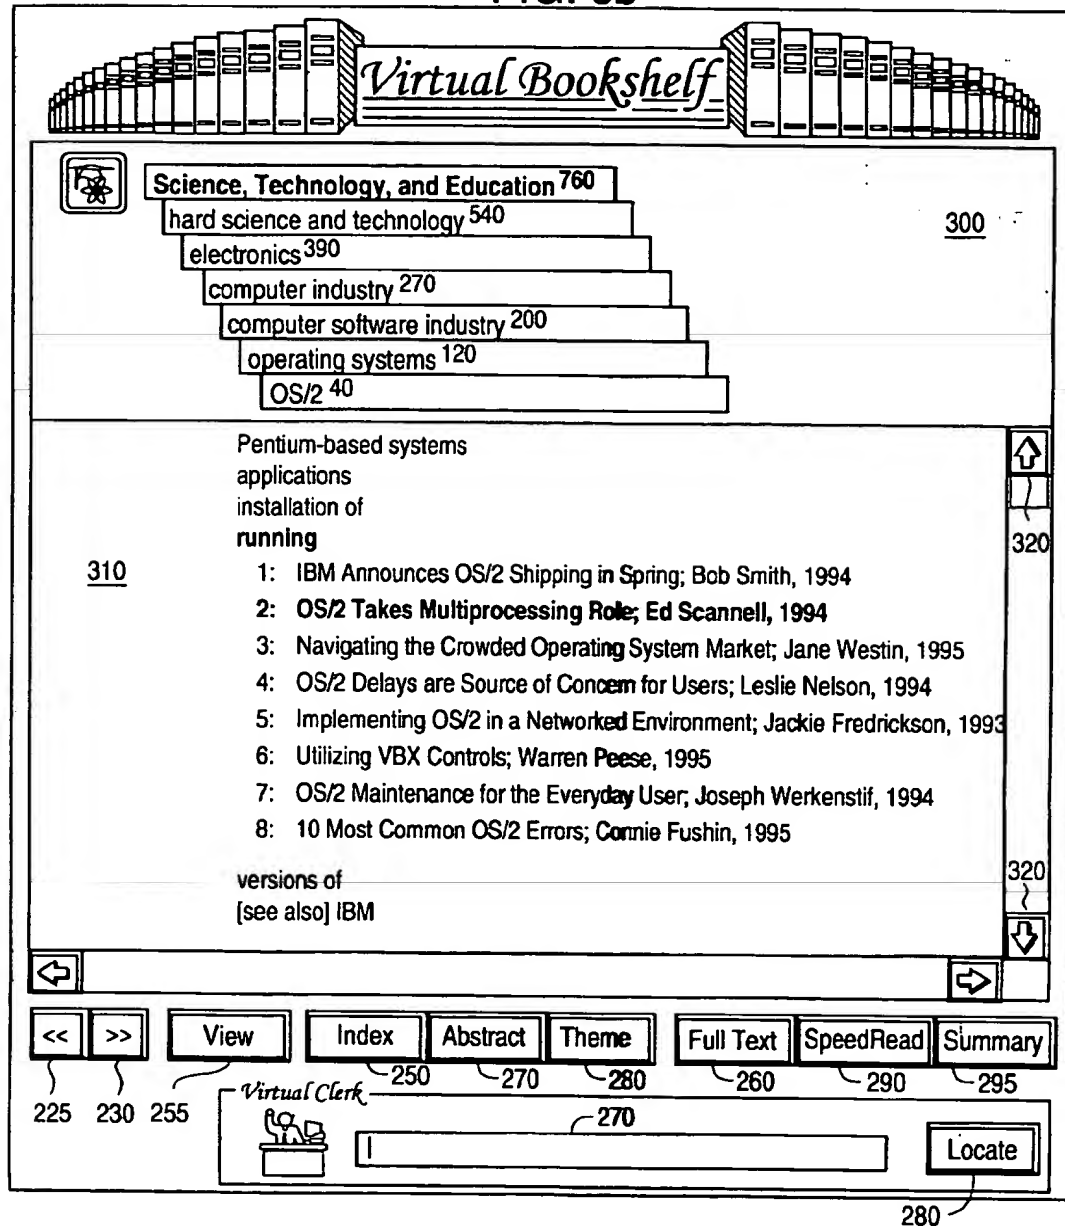 Virtual Bookshelf
Science, Technology, and Education 760
hard science and technology 540
300
electronics 390
computer industry 270
computer software industry 200
operating systems 120
OS/2 40
Pentium-based systems
applications
installation of
running
320
310
1: IBM Announces OS/2 Shipping in Spring; Bob Smith, 1994
2: OS/2 Takes Multiprocessing Role; Ed Scannell, 1994
3: Navigating the Crowded Operating System Market; Jane Westin, 1995
4: OS/2 Delays are Source of Concern for Users; Leslie Nelson, 1994
5: Implementing OS/2 in a Networked Environment; Jackie Fredrickson, 1993
6: Utilizing VBX Controls; Warren Peese, 1995
7: OS/2 Maintenance for the Everyday User; Joseph Werkenstif, 1994
8: 10 Most Common OS/2 Errors; Connie Fushin, 1995
320
versions of
[see also] IBM
<< >> View Index Abstract Theme Full Text SpeedRead Summary
225 230 255 250 270 280 260 290 295
Virtual Clerk
270
Locate
280